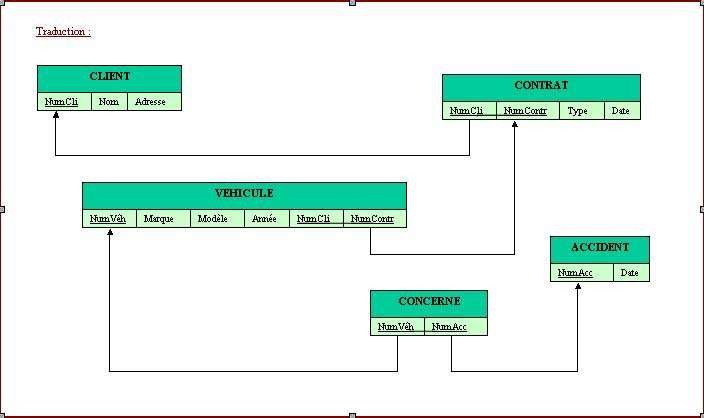 Traduction :
CLIENT
NumCli Nom Adresse
CONTRAT
NumCli NumContr Type Date
VEHICULE
NumVéh Marque Modèle Année NumCli NumContr
ACCIDENT
NumAcc Date
CONCERNE
NumVéh NumAcc